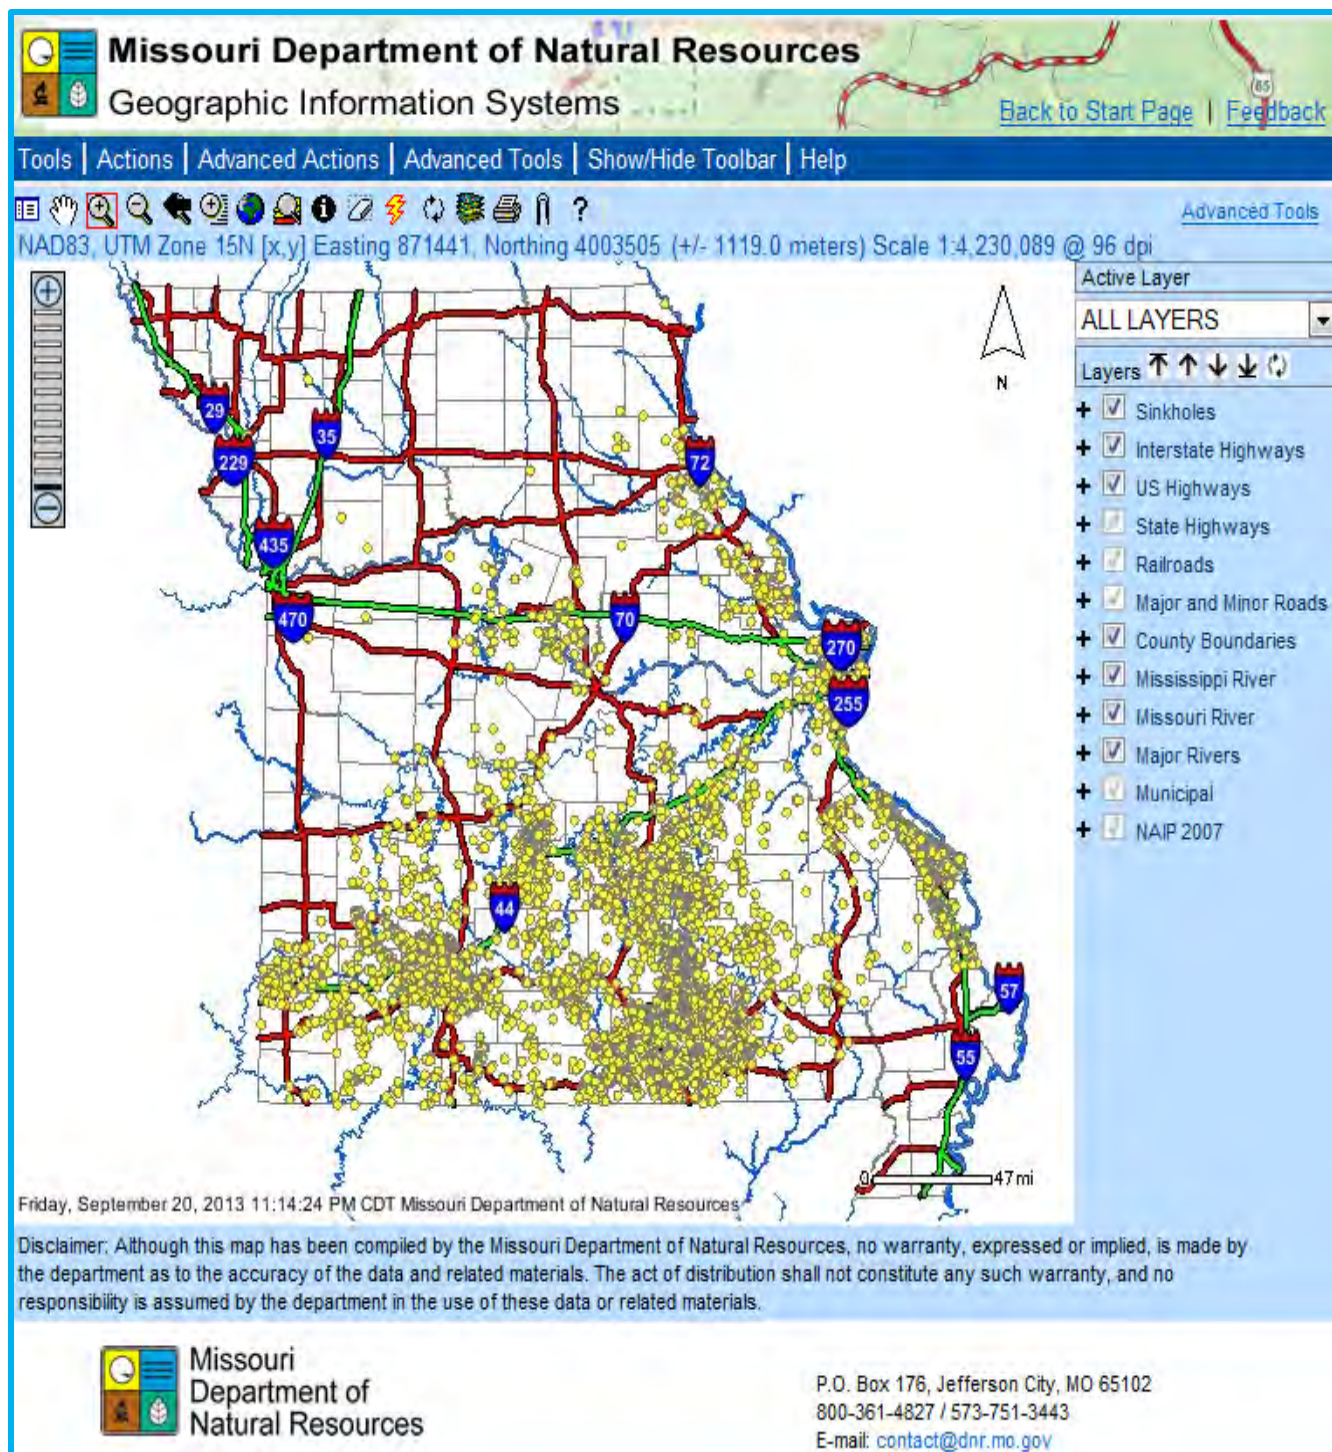 Missouri Department of Natural Resources
Geographic Information Systems
65
Back to Start Page | Feedback
Tools | Actions | Advanced Actions | Advanced Tools | Show/Hide Toolbar | Help
?
Advanced Tools
NAD83, UTM Zone 15N [x,y] Easting 871441, Northing 4003505 (+/- 1119.0 meters) Scale 1:4,230,089 @ 96 dpi
Active Layer
ALL LAYERS
Layers
Sinkholes
Interstate Highways
US Highways
State Highways
Railroads
Major and Minor Roads
County Boundaries
Mississippi River
Missouri River
Major Rivers
Municipal
NAIP 2007
N
29
35
229
72
435
470
70
270
255
44
57
55
0 47 mi
Friday, September 20, 2013 11:14:24 PM CDT Missouri Department of Natural Resources
Disclaimer: Although this map has been compiled by the Missouri Department of Natural Resources, no warranty, expressed or implied, is made by
the department as to the accuracy of the data and related materials. The act of distribution shall not constitute any such warranty, and no
responsibility is assumed by the department in the use of these data or related materials.
Missouri
Department of
Natural Resources
P.O. Box 176, Jefferson City, MO 65102
800-361-4827 / 573-751-3443
E-mail: contact@dnr.mo.gov